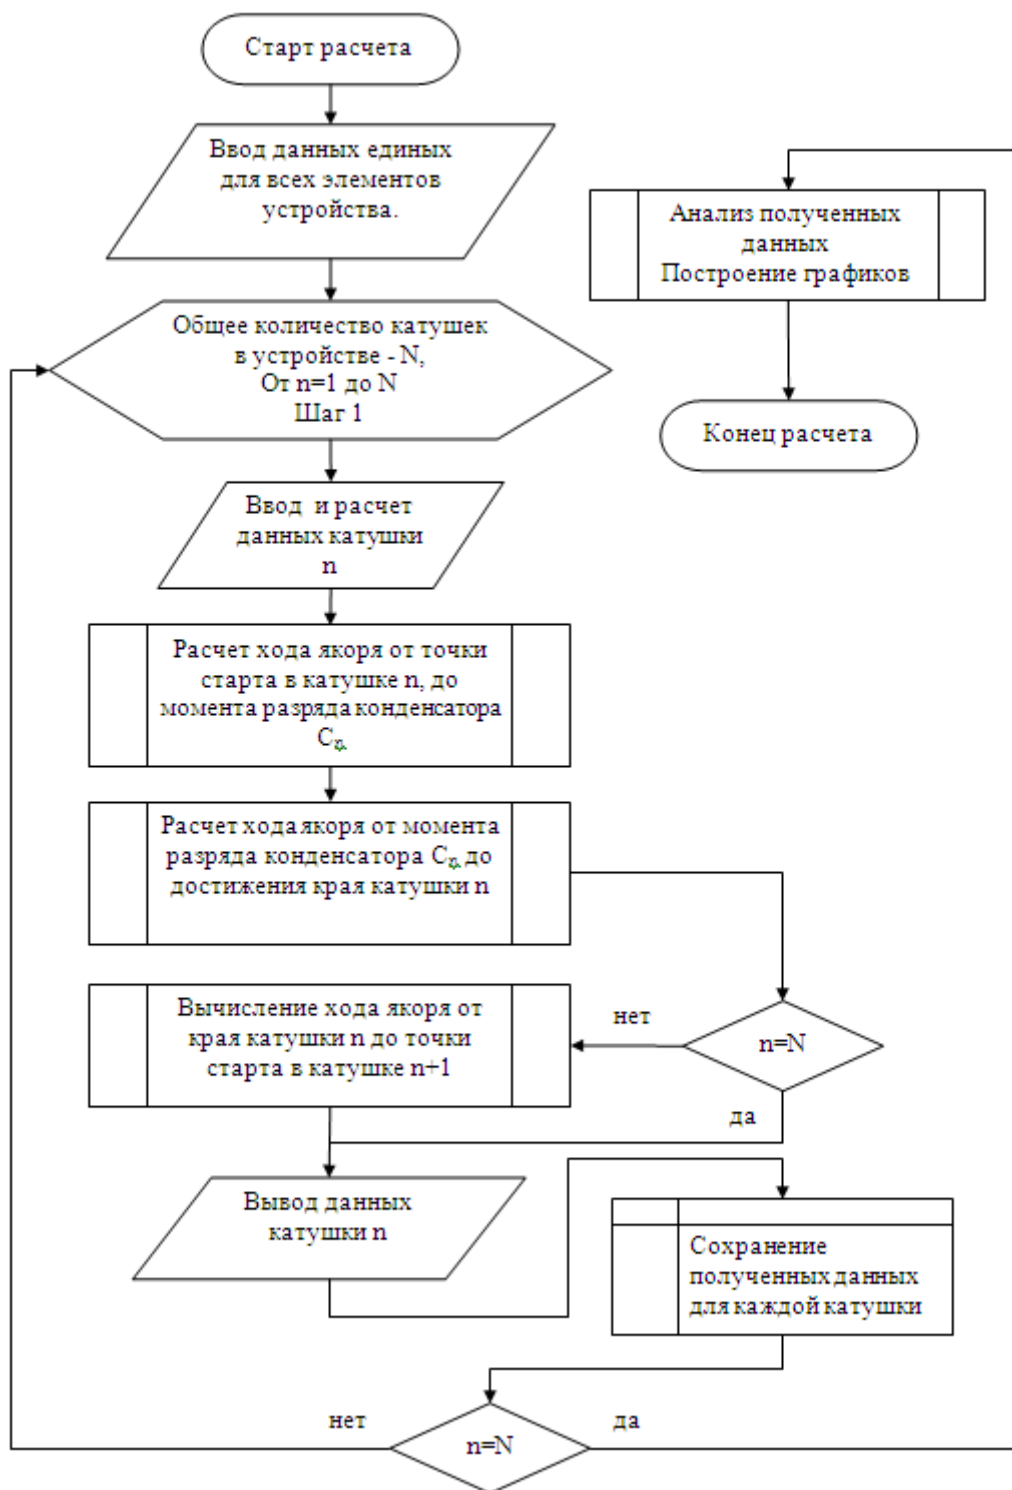 Старт расчета
Ввод данных единых
для всех элементов
устройства.
Общее количество катушек
в устройстве - N,
От n=1 до N
Шаг 1
Ввод и расчет
данных катушки
n
Расчет хода якоря от точки
старта в катушке n, до
момента разряда конденсатора
Cn.
Расчет хода якоря от момента
разряда конденсатора Cn до
достижения края катушки n
нет
n=N
да
Вычисление хода якоря от
края катушки n до точки
старта в катушке n+1
Вывод данных
катушки n
Сохранение
полученных данных
для каждой катушки
нет
n=N
да
Анализ полученных
данных
Построение графиков
Конец расчета